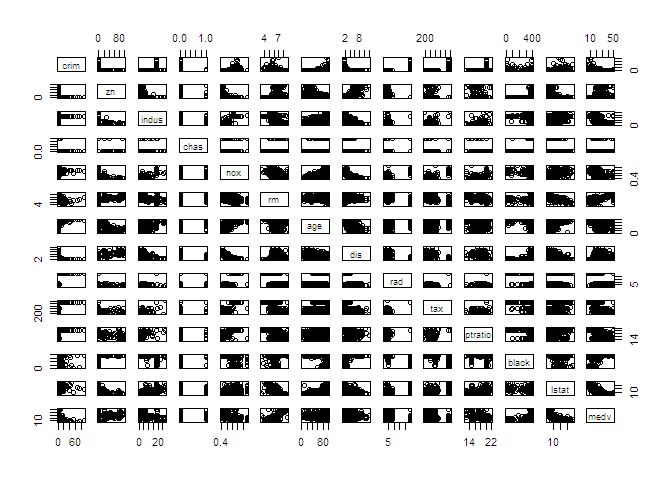 0 80 0.0 1.0 4 7 2 8 200 0 400 10 50
crim 0
0 zn
indus 0
0.0 chas
nox 0.4
4 rm
age 0
2 dis
rad 5
200 tax
ptratio 14
0 black
lstat 10
10 medv
0 60 0 20 0.4 0 80 5 14 22 10